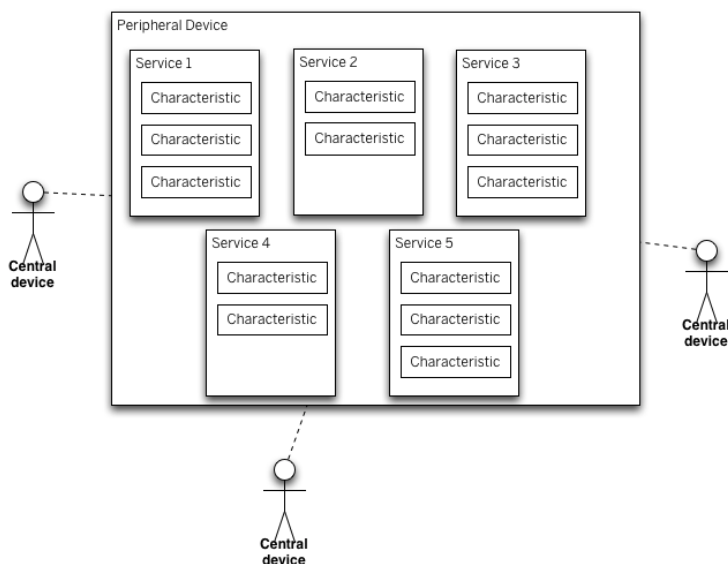 Peripheral Device
Service 1
Characteristic
Characteristic
Characteristic
Service 2
Characteristic
Characteristic
Service 3
Characteristic
Characteristic
Characteristic
Service 4
Characteristic
Characteristic
Service 5
Characteristic
Characteristic
Characteristic
Central
device
Central
device
Central
device